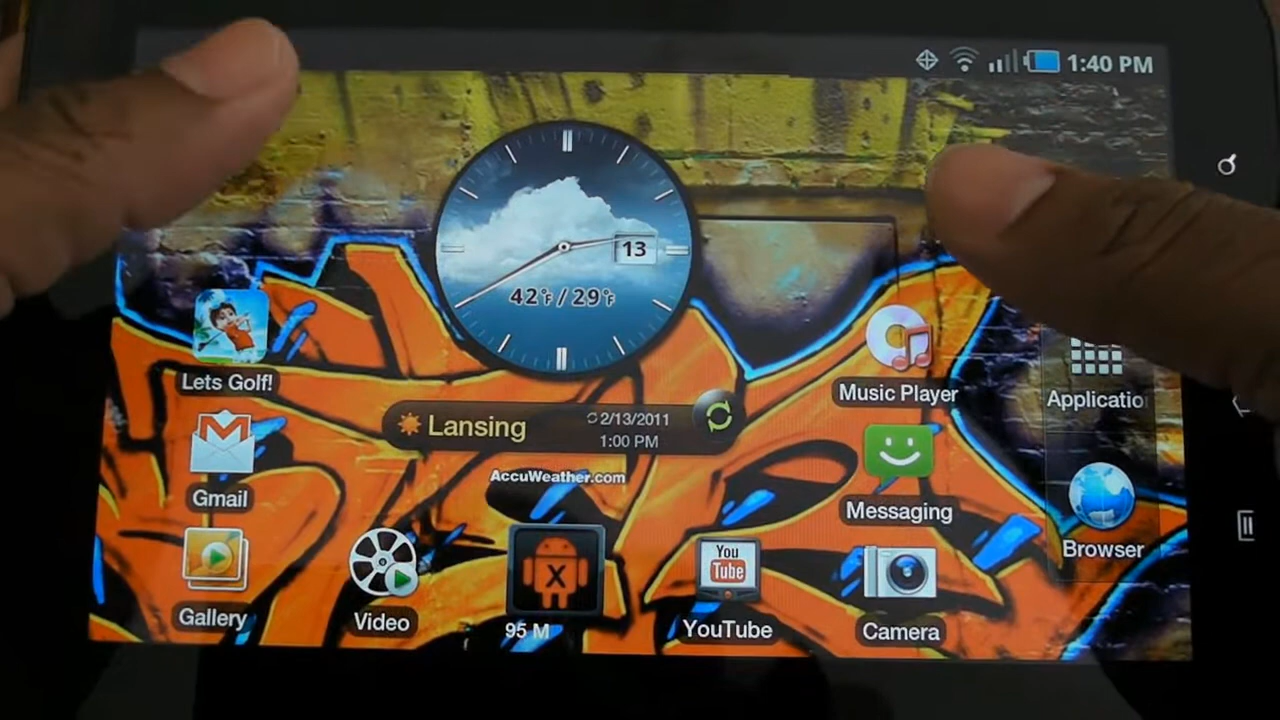 1:40 PM
13
42°F/29°F
Lets Golf!
Music Player
Applicatio
Lansing
2/13/2011
1:00 PM
AccuWeather.com
Gmail
Messaging
You
Tube
X
Browser
Gallery
Video
95 M
YouTube
Camera